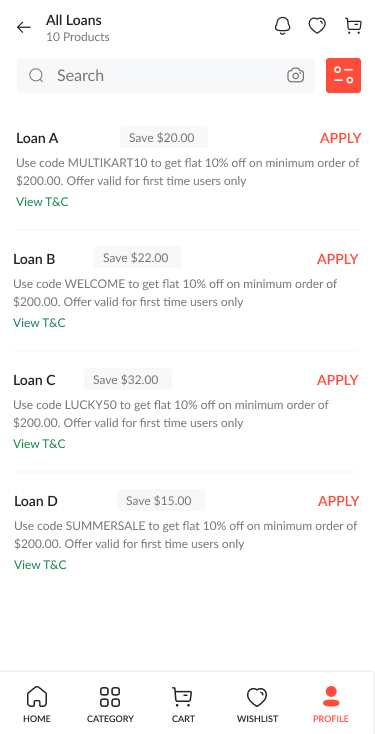 All Loans
10 Products
Search
Loan A Save $20.00 APPLY
Use code MULTIKART10 to get flat 10% off on minimum order of
$200.00. Offer valid for first time users only
View T&C
Loan B Save $22.00 APPLY
Use code WELCOME to get flat 10% off on minimum order of
$200.00. Offer valid for first time users only
View T&C
Loan C Save $32.00 APPLY
Use code LUCKY50 to get flat 10% off on minimum order of
$200.00. Offer valid for first time users only
View T&C
Loan D Save $15.00 APPLY
Use code SUMMERSALE to get flat 10% off on minimum order of
$200.00. Offer valid for first time users only
View T&C
HOME CATEGORY CART WISHLIST PROFILE